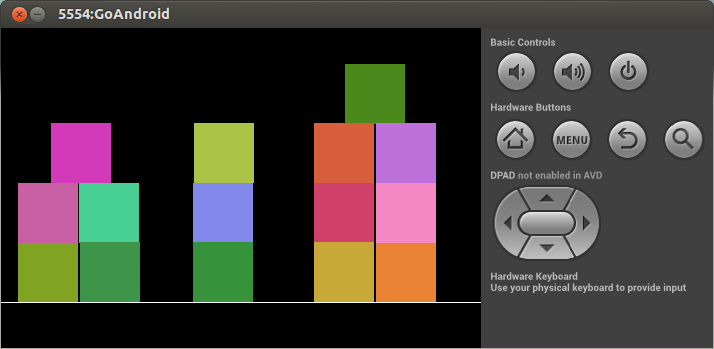 5554:GoAndroid
Basic Controls
Hardware Buttons
MENU
DPAD not enabled in AVD
Hardware Keyboard
Use your physical keyboard to provide input